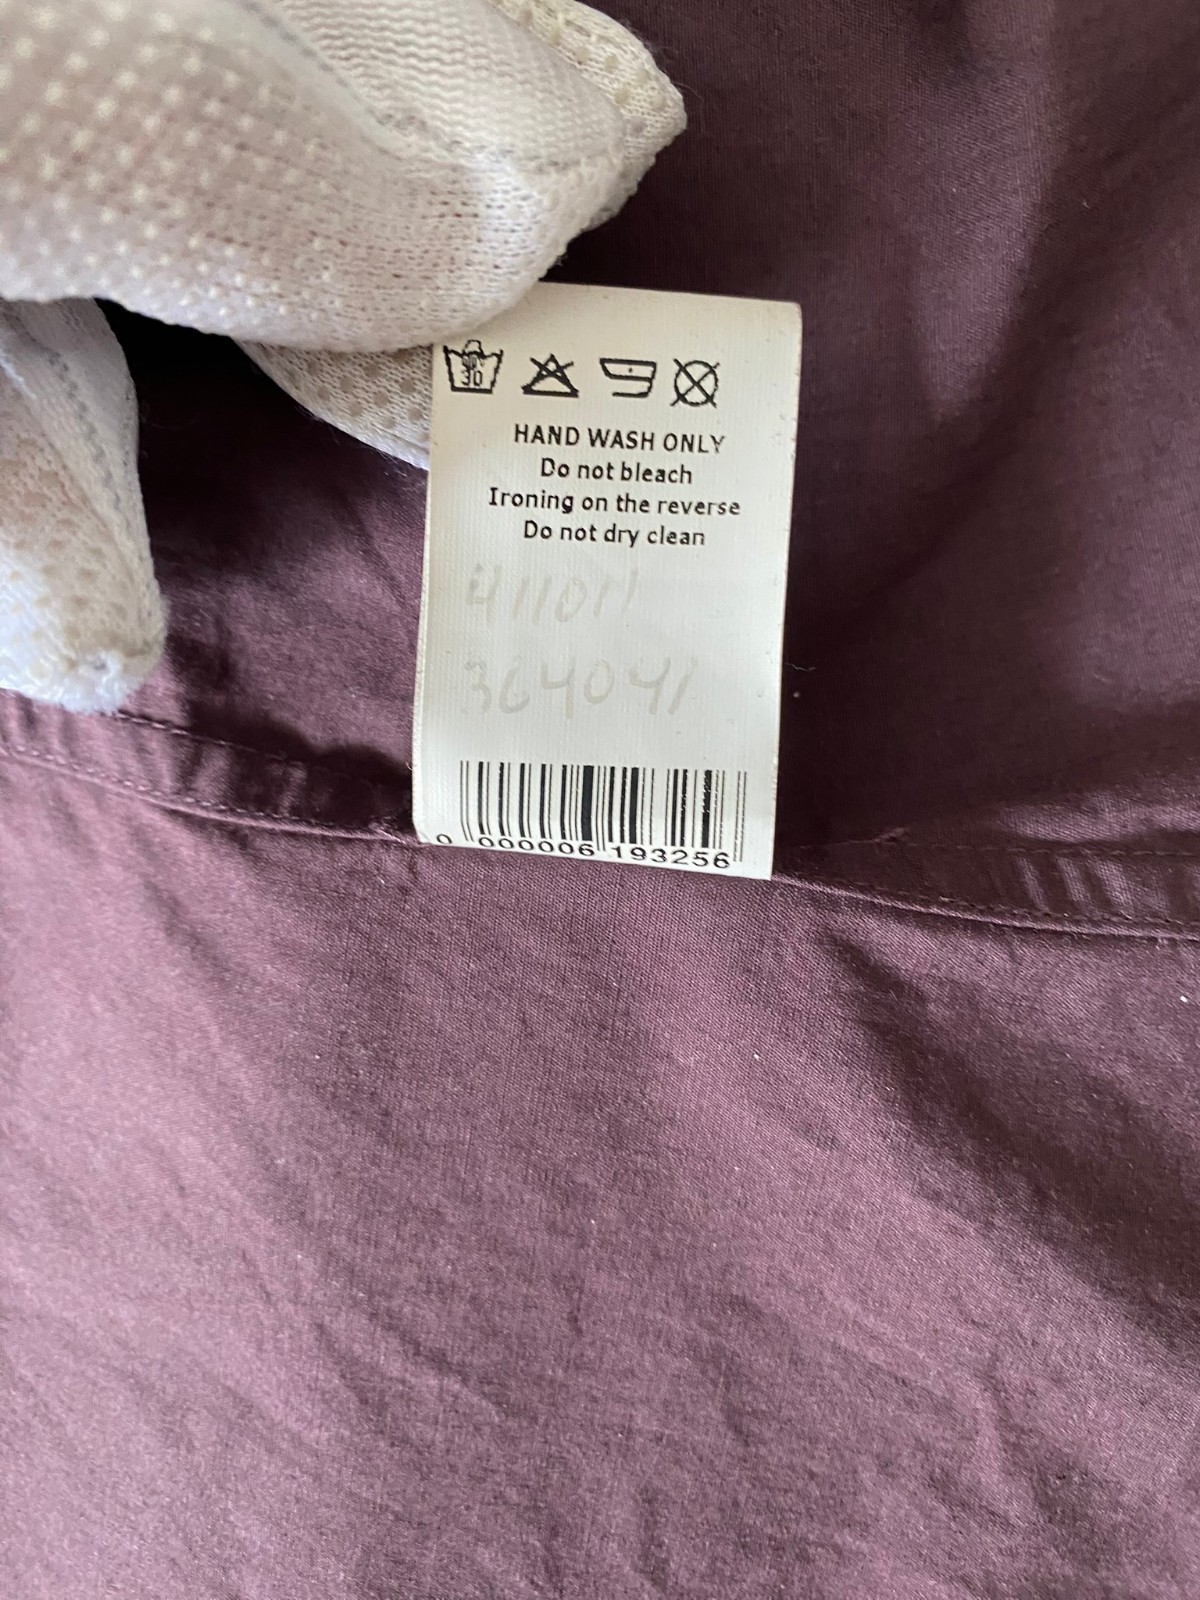 30
HAND WASH ONLY
Do not bleach
Ironing on the reverse
Do not dry clean
411011
364041
0 000006 193256